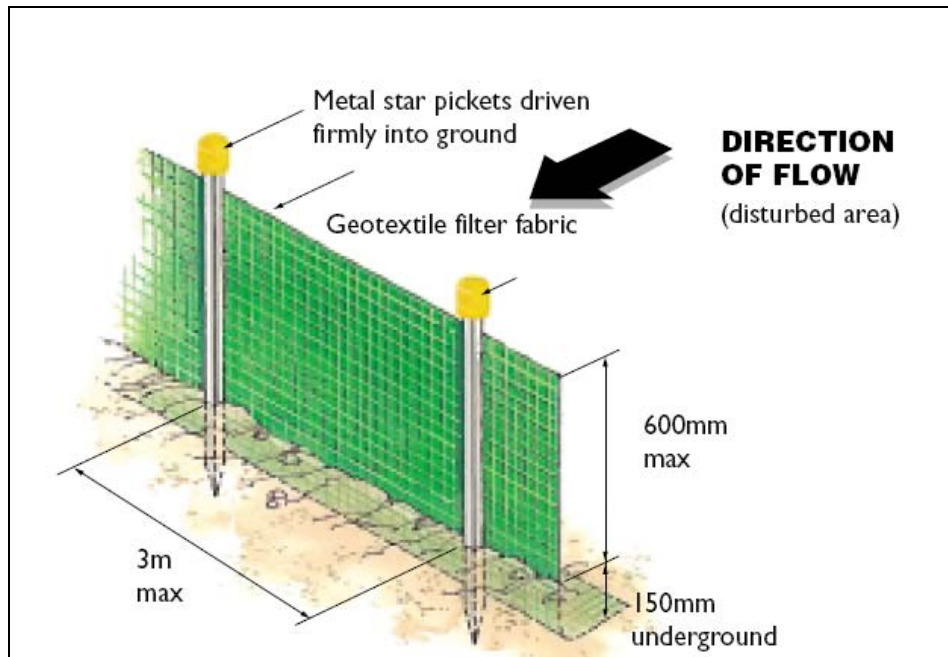 Metal star pickets driven
firmly into ground
DIRECTION
OF FLOW
(disturbed area)
Geotextile filter fabric
600mm
max
3m
max
150mm
underground